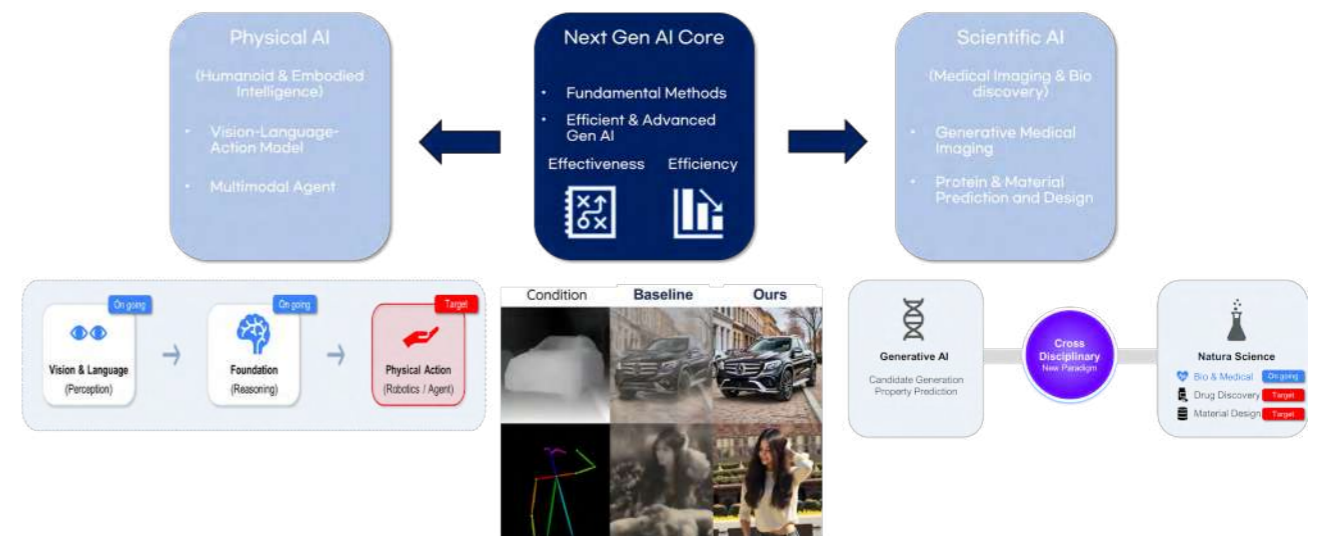 Physical AI
(Humanoid & Embodied
Intelligence)
• Vision-Language-
Action Model
• Multimodal Agent
Next Gen AI Core
• Fundamental Methods
• Efficient & Advanced
Gen AI
Effectiveness Efficiency
Scientific AI
(Medical Imaging & Bio
discovery)
• Generative Medical
Imaging
• Protein & Material
Prediction and Design
On going
Vision & Language
(Perception)
On going
Foundation
(Reasoning)
Target
Physical Action
(Robotics / Agent)
Condition Baseline Ours
Generative AI
Candidate Generation
Property Prediction
Cross
Disciplinary
New Paradigm
Natura Science
Bio & Medical On going
Drug Discovery Target
Material Design Target